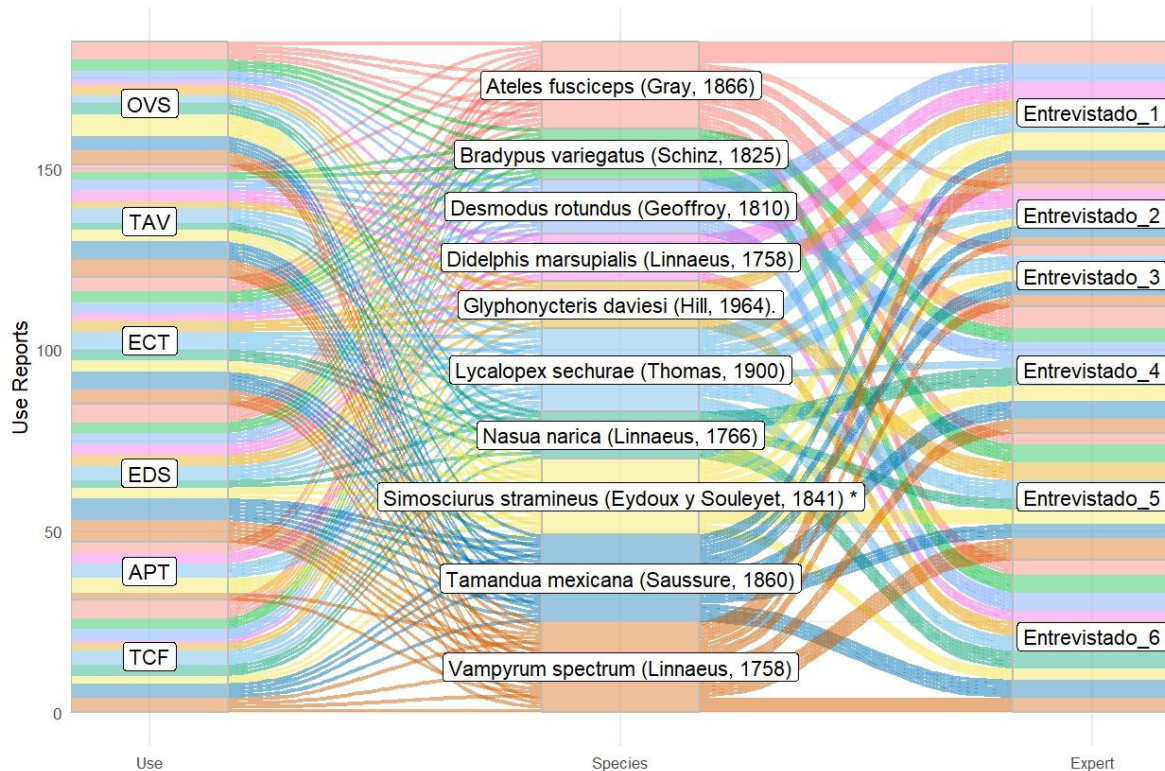 Use Reports
150
100
50
0
OVS
TAV
ECT
EDS
APT
TCF
Ateles fusciceps (Gray, 1866)
Bradypus variegatus (Schinz, 1825)
Desmodus rotundus (Geoffroy, 1810)
Didelphis marsupialis (Linnaeus, 1758)
Glyphonycteris daviesi (Hill, 1964).
Lycalopex sechurae (Thomas, 1900)
Nasua narica (Linnaeus, 1766)
Simosciurus stramineus (Eydoux y Souleyet, 1841) *
Tamandua mexicana (Saussure, 1860)
Vampyrum spectrum (Linnaeus, 1758)
Entrevistado_1
Entrevistado_2
Entrevistado_3
Entrevistado_4
Entrevistado_5
Entrevistado_6
Use
Species
Expert